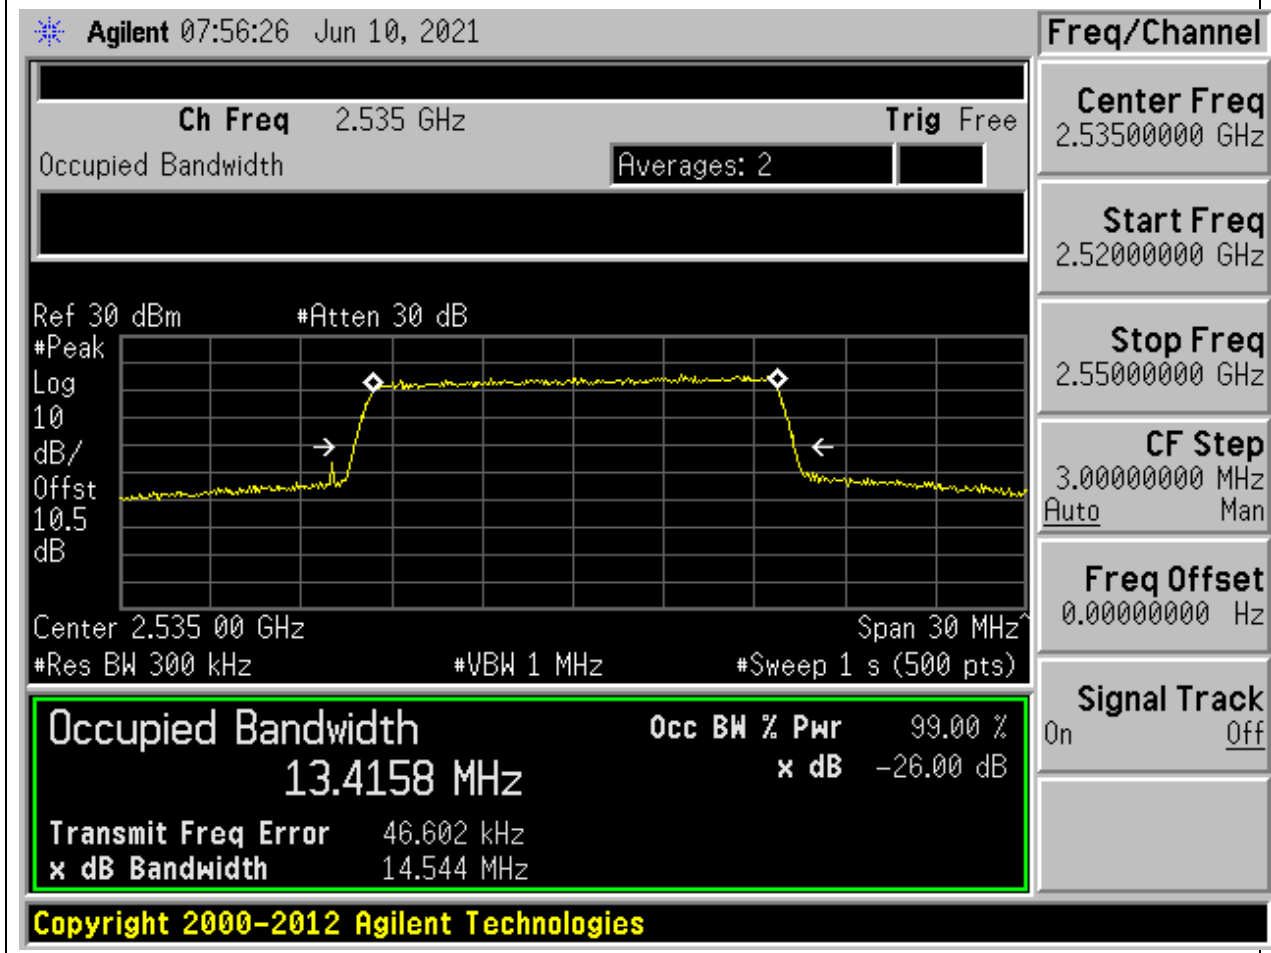 Agilent 07:56:26 Jun 10, 2021
Freq/Channel
Ch Freq 2.535 GHz Trig Free
Occupied Bandwidth Averages: 2
Center Freq
2.53500000 GHz
Start Freq
2.52000000 GHz
Stop Freq
2.55000000 GHz
CF Step
3.00000000 MHz
Auto Man
Freq Offset
0.00000000 Hz
Signal Track
On Off
Ref 30 dBm #Atten 30 dB
#Peak
Log
10
dB/
Offst
10.5
dB
Center 2.535 00 GHz Span 30 MHz^
#Res BW 300 kHz #VBW 1 MHz #Sweep 1 s (500 pts)
Occupied Bandwidth
13.4158 MHz
Occ BW % Pwr 99.00 %
x dB -26.00 dB
Transmit Freq Error 46.602 kHz
x dB Bandwidth 14.544 MHz
Copyright 2000-2012 Agilent Technologies